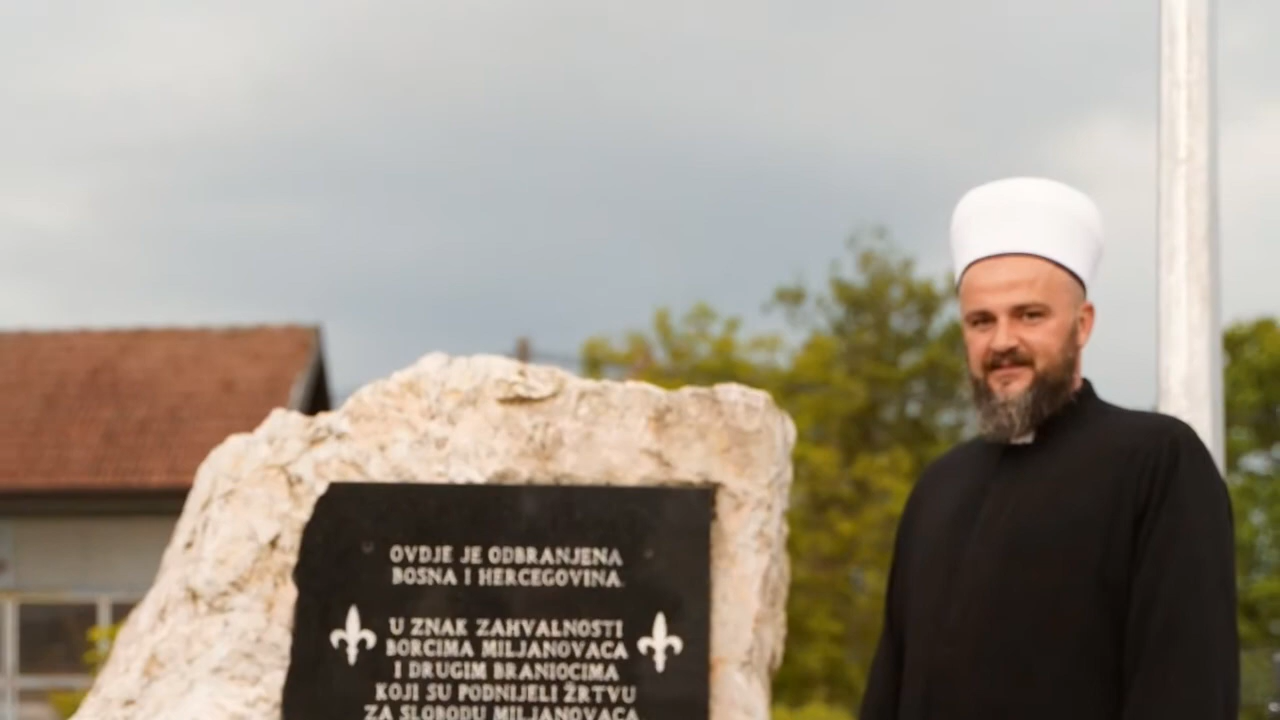 OVDJE JE ODBRANJENA
BOSNA I HERCEGOVINA.
U ZNAK ZAHVALNOSTI
BORCIMA MILJANOVACA
I DRUGIM BRANIOCIMA
KOJI SU PODNIJELI ŽRTVU
ZA SLOBODU MILJANOVACA